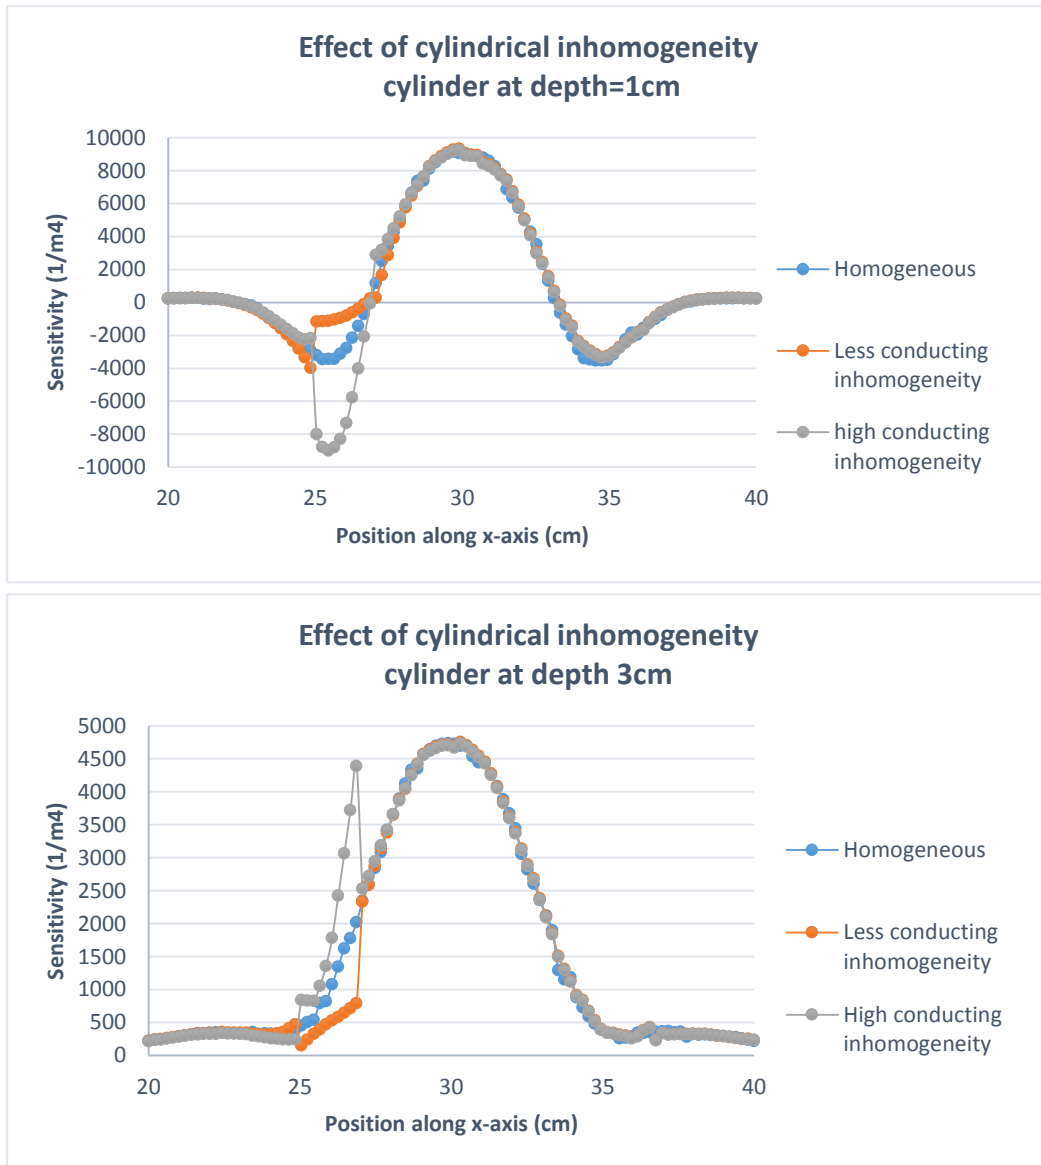 Effect of cylindrical inhomogeneity
cylinder at depth=1cm
10000
8000
6000
4000
2000
0
-2000
-4000
-6000
-8000
-10000
Sensitivity (1/m4)
20
25
30
35
40
Position along x-axis (cm)
Homogeneous
Less conducting
inhomogeneity
high conducting
inhomogeneity
Effect of cylindrical inhomogeneity
cylinder at depth 3cm
5000
4500
4000
3500
3000
2500
2000
1500
1000
500
0
Sensitivity (1/m4)
20
25
30
35
40
Position along x-axis (cm)
Homogeneous
Less conducting
inhomogeneity
High conducting
inhomogeneity